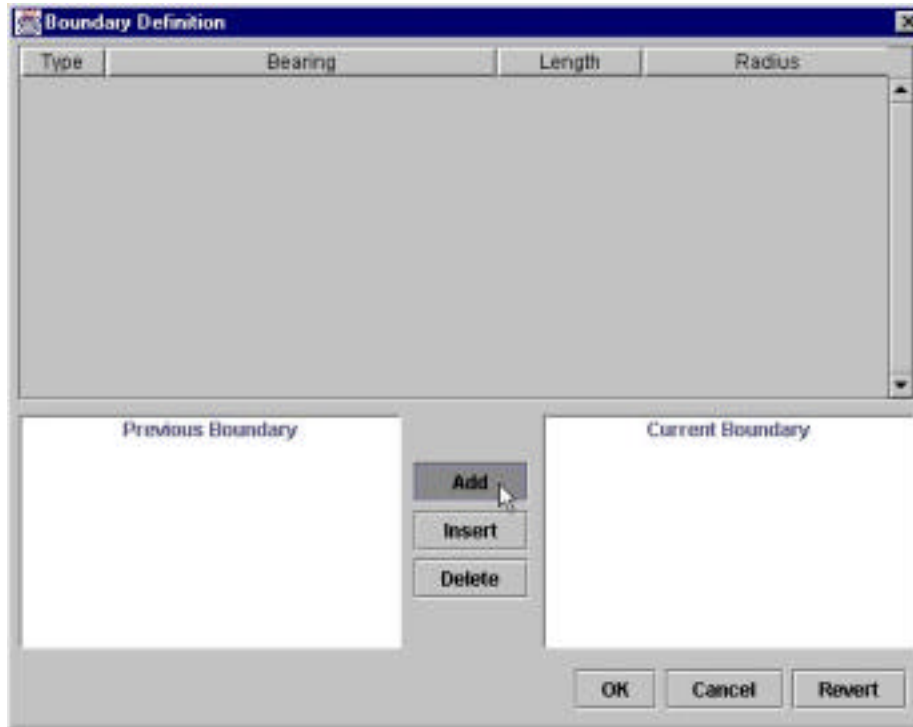 Boundary Definition
Type Bearing Length Radius
Previous Boundary Current Boundary
Add
Insert
Delete
OK Cancel Revert